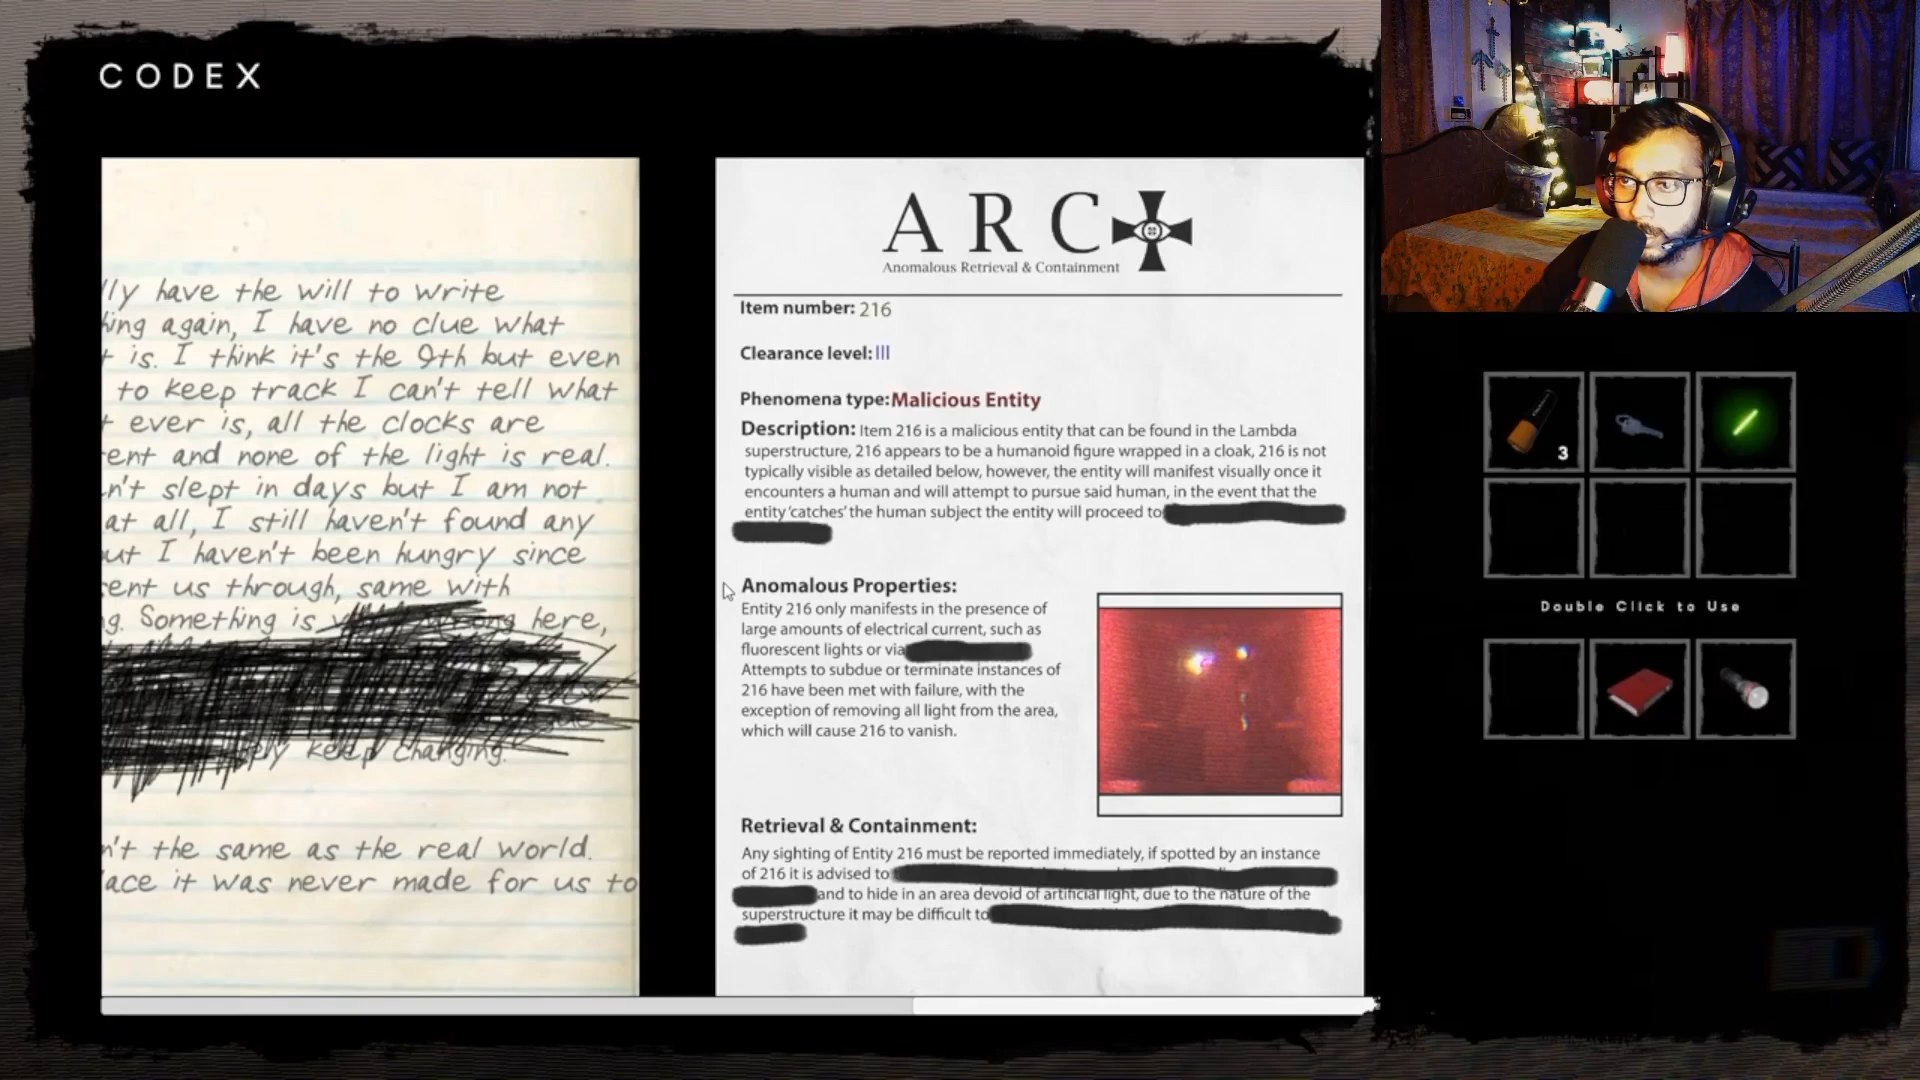 CODEX
lly have the will to write
again, I have no clue what
is. I think it's the 9th but even
to keep track I can't tell what
ever is, all the clocks are
ent and none of the light is real.
n't slept in days but I am not
at all, I still haven't found any
ut I haven't been hungry since
ent us through, same with
g. Something is here,
keep changing.
n't the same as the real world.
ace it was never made for us to
ARC
Anomalous Retrieval & Containment
Item number: 216
Clearance level: III
Phenomena type: Malicious Entity
Description: Item 216 is a malicious entity that can be found in the Lambda
superstructure, 216 appears to be a humanoid figure wrapped in a cloak, 216 is not
typically visible as detailed below, however, the entity will manifest visually once it
encounters a human and will attempt to pursue said human, in the event that the
entity 'catches' the human subject the entity will proceed to
Anomalous Properties:
Entity 216 only manifests in the presence of
large amounts of electrical current, such as
fluorescent lights or via
Attempts to subdue or terminate instances of
216 have been met with failure, with the
exception of removing all light from the area,
which will cause 216 to vanish.
Retrieval & Containment:
Any sighting of Entity 216 must be reported immediately, if spotted by an instance
of 216 it is advised to
and to hide in an area devoid of artificial light, due to the nature of the
superstructure it may be difficult to
3
Double Click to Use